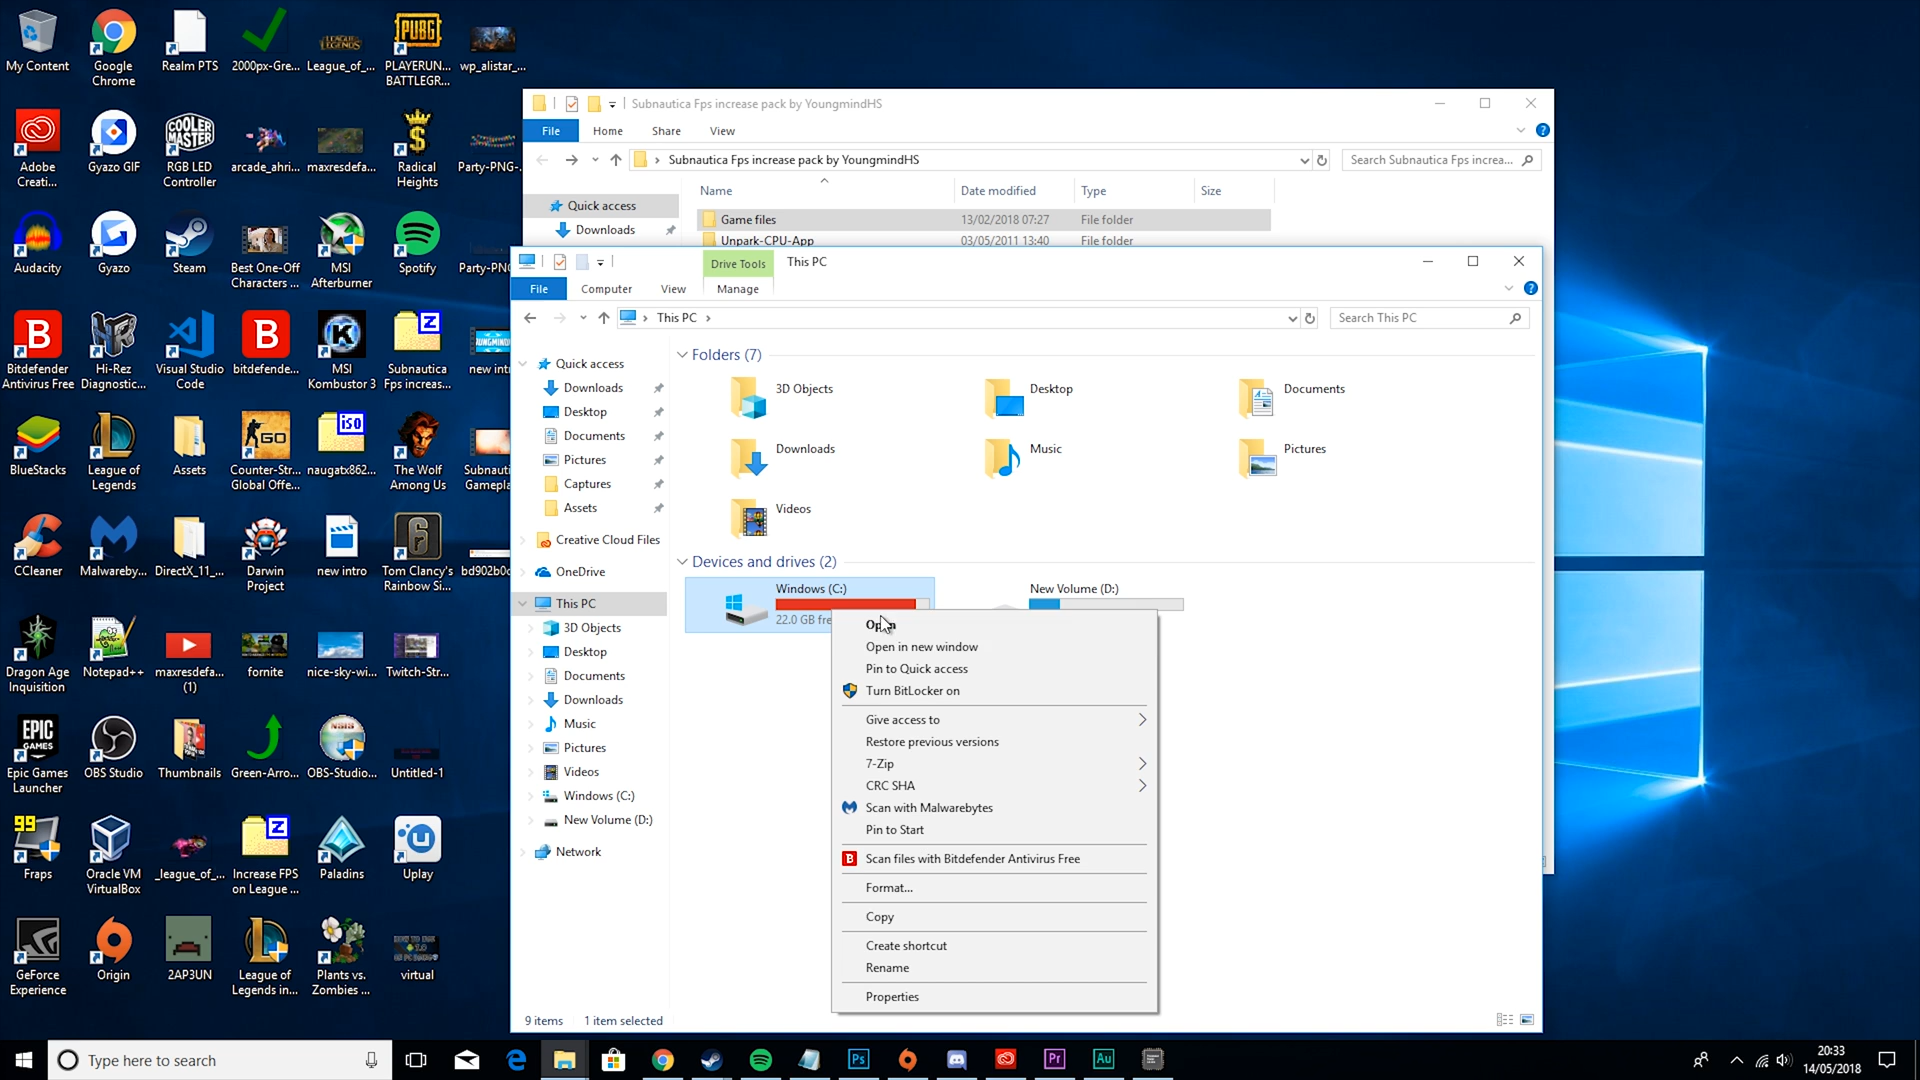 My Content
Google Chrome
Realm PTS
2000px-Gre...
League_of_...
PLAYERUN... BATTLEGR...
wp_alistar_...
Adobe Creati...
Gyazo GIF
RGB LED Controller
arcade_ahri...
maxresdefa...
Radical Heights
Party-PNG-...
Audacity
Gyazo
Steam
Best One-Off Characters ...
MSI Afterburner
Spotify
Party-PNG
Bitdefender Antivirus Free
Hi-Rez Diagnostic...
Visual Studio Code
bitdefende...
MSI Kombustor 3
Subnautica Fps increas...
new int
BlueStacks
League of Legends
Assets
Counter-Str... Global Offe...
naugatx862...
The Wolf Among Us
Subnauti
Gamepla
CCleaner
Malwareby...
DirectX_11_...
Darwin Project
new intro
Tom Clancy's Rainbow Si...
bd902b0c
Dragon Age Inquisition
Notepad++
maxresdefa... (1)
fornite
nice-sky-wi...
Twitch-Str...
Epic Games Launcher
OBS Studio
Thumbnails
Green-Arro...
OBS-Studio...
Untitled-1
Fraps
Oracle VM VirtualBox
_league_of_...
Increase FPS on League ...
Paladins
Uplay
GeForce Experience
Origin
2AP3UN
League of Legends in...
Plants vs. Zombies ...
virtual
Subnautica Fps increase pack by YoungmindHS
File Home Share View
Subnautica Fps increase pack by YoungmindHS
Search Subnautica Fps increa...
Name Date modified Type Size
Quick access
Downloads
Game files 13/02/2018 07:27 File folder
Unpark-CPU-App 03/05/2011 13:40 File folder
Drive Tools This PC
File Computer View Manage
This PC
Search This PC
Quick access
Downloads
Desktop
Documents
Pictures
Captures
Assets
Creative Cloud Files
OneDrive
This PC
3D Objects
Desktop
Documents
Downloads
Music
Pictures
Videos
Windows (C:)
New Volume (D:)
Network
Folders (7)
3D Objects
Desktop
Documents
Downloads
Music
Pictures
Videos
Devices and drives (2)
Windows (C:)
22.0 GB fre
New Volume (D:)
Open
Open in new window
Pin to Quick access
Turn BitLocker on
Give access to
Restore previous versions
7-Zip
CRC SHA
Scan with Malwarebytes
Pin to Start
Scan files with Bitdefender Antivirus Free
Format...
Copy
Create shortcut
Rename
Properties
9 items 1 item selected
Type here to search
20:33
14/05/2018